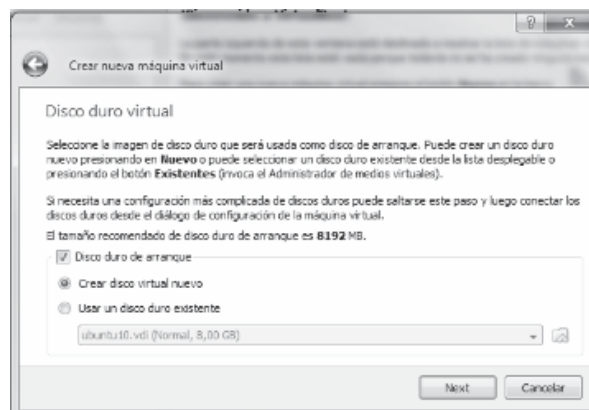 Crear nueva máquina virtual
Disco duro virtual
Seleccione la imagen de disco duro que será usada como disco de arranque. Puede crear un disco duro
nuevo presionando en Nuevo o puede seleccionar un disco duro existente desde la lista desplegable o
presionando el botón Existentes (invoca el Administrador de medios virtuales).
Si necesita una configuración más complicada de discos duros puede saltarse este paso y luego conectar los
discos duros desde el diálogo de configuración de la máquina virtual.
El tamaño recomendado de disco duro de arranque es 8192 MB.
Disco duro de arranque
Crear disco virtual nuevo
Usar un disco duro existente
ubuntu10.vdi (Normal, 8,00 GB)
Next Cancelar